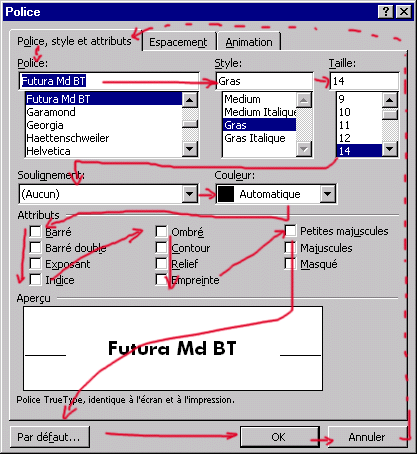 Police
Police, style et attributs Espacement Animation
Police: Style: Taille:
Futura Md BT Gras 14
Futura Md BT Medium 9
Garamond Medium Italique 10
Georgia Gras 11
Haettenschweiler Gras Italique 12
Helvetica 14
Soulignement: Couleur:
(Aucun) Automatique
Attributs
Barré Ombré Petites majuscules
Barré double Contour Majuscules
Exposant Relief Masqué
Indice Empreinte
Aperçu
Futura Md BT
Police TrueType, identique à l'écran et à l'impression.
Par défaut... OK Annuler